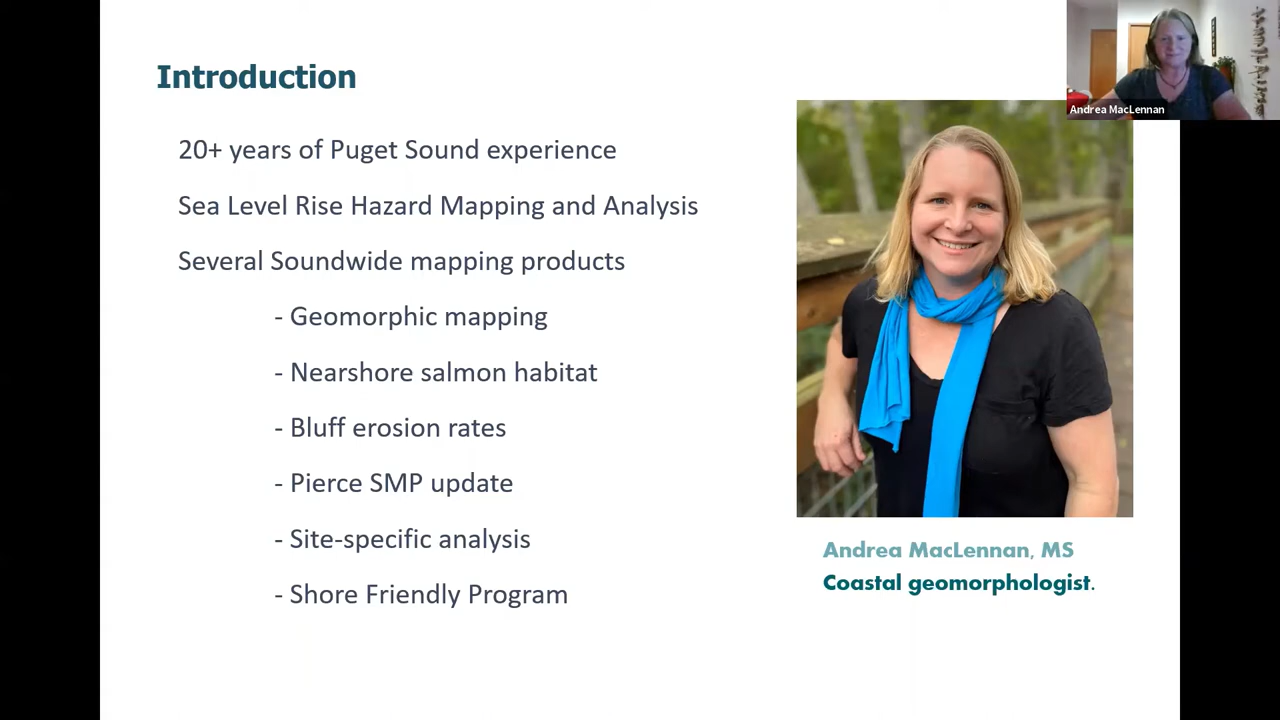 Introduction
20+ years of Puget Sound experience
Sea Level Rise Hazard Mapping and Analysis
Several Soundwide mapping products
- Geomorphic mapping
- Nearshore salmon habitat
- Bluff erosion rates
- Pierce SMP update
- Site-specific analysis
- Shore Friendly Program
Andrea MacLennan
Andrea MacLennan, MS
Coastal geomorphologist.